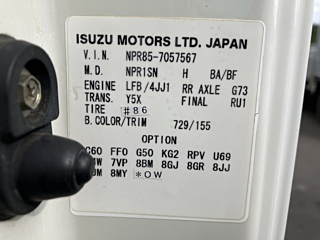 ISUZU MOTORS LTD. JAPAN
V.I.N. NPR85-7057567
M.D. NPR1SN H BA/BF
ENGINE LFB/4JJ1 RR AXLE G73
TRANS. Y5X FINAL RU1
TIRE #86
B.COLOR/TRIM 729/155
OPTION
C60 FF0 G50 KG2 RPV U69
7VP 8BM 8GJ 8GR 8JJ
8MY *OW